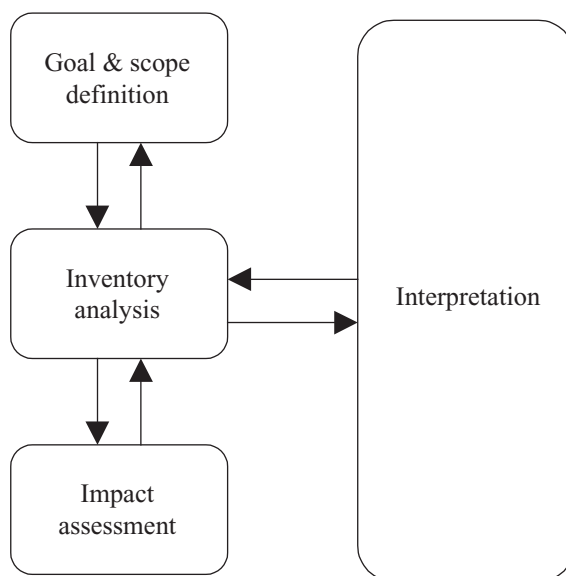 Goal & scope
definition
Inventory
analysis
Interpretation
Impact
assessment